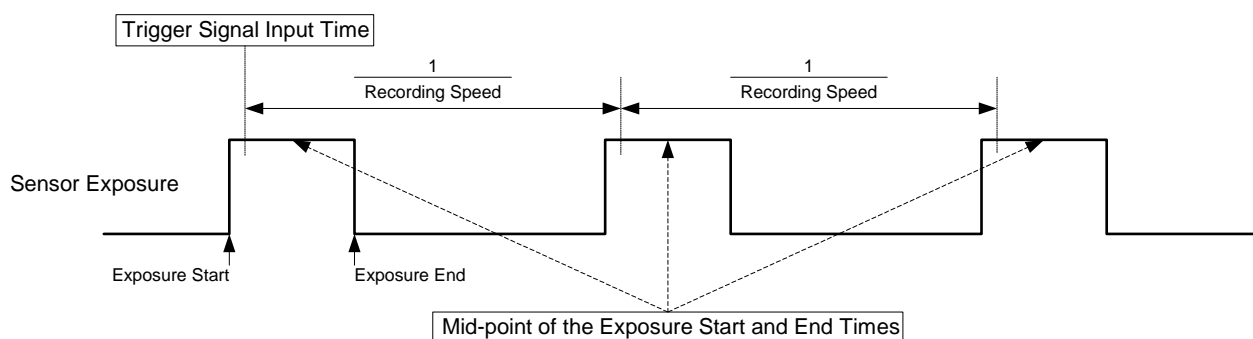 Trigger Signal Input Time
1
Recording Speed
1
Recording Speed
Sensor Exposure
Exposure Start
Exposure End
Mid-point of the Exposure Start and End Times